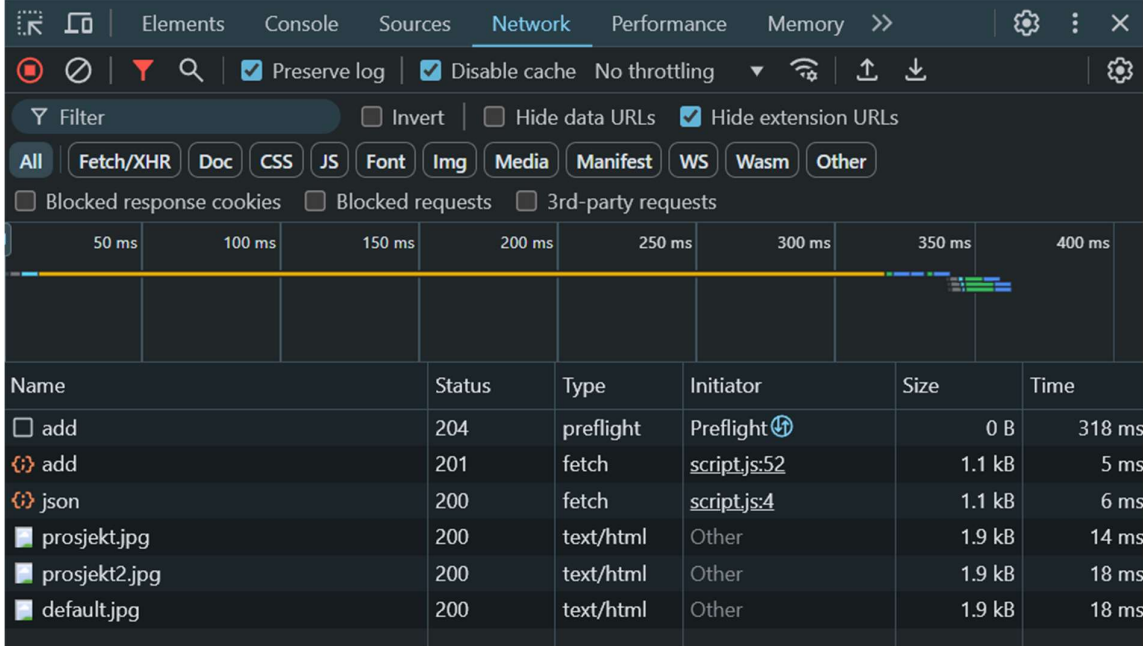 Elements Console Sources Network Performance Memory
Preserve log Disable cache No throttling
Filter Invert Hide data URLs Hide extension URLs
All Fetch/XHR Doc CSS JS Font Img Media Manifest WS Wasm Other
Blocked response cookies Blocked requests 3rd-party requests
50 ms 100 ms 150 ms 200 ms 250 ms 300 ms 350 ms 400 ms
Name Status Type Initiator Size Time
add 204 preflight Preflight 0 B 318 ms
add 201 fetch script.js:52 1.1 kB 5 ms
json 200 fetch script.js:4 1.1 kB 6 ms
prosjekt.jpg 200 text/html Other 1.9 kB 14 ms
prosjekt2.jpg 200 text/html Other 1.9 kB 18 ms
default.jpg 200 text/html Other 1.9 kB 18 ms